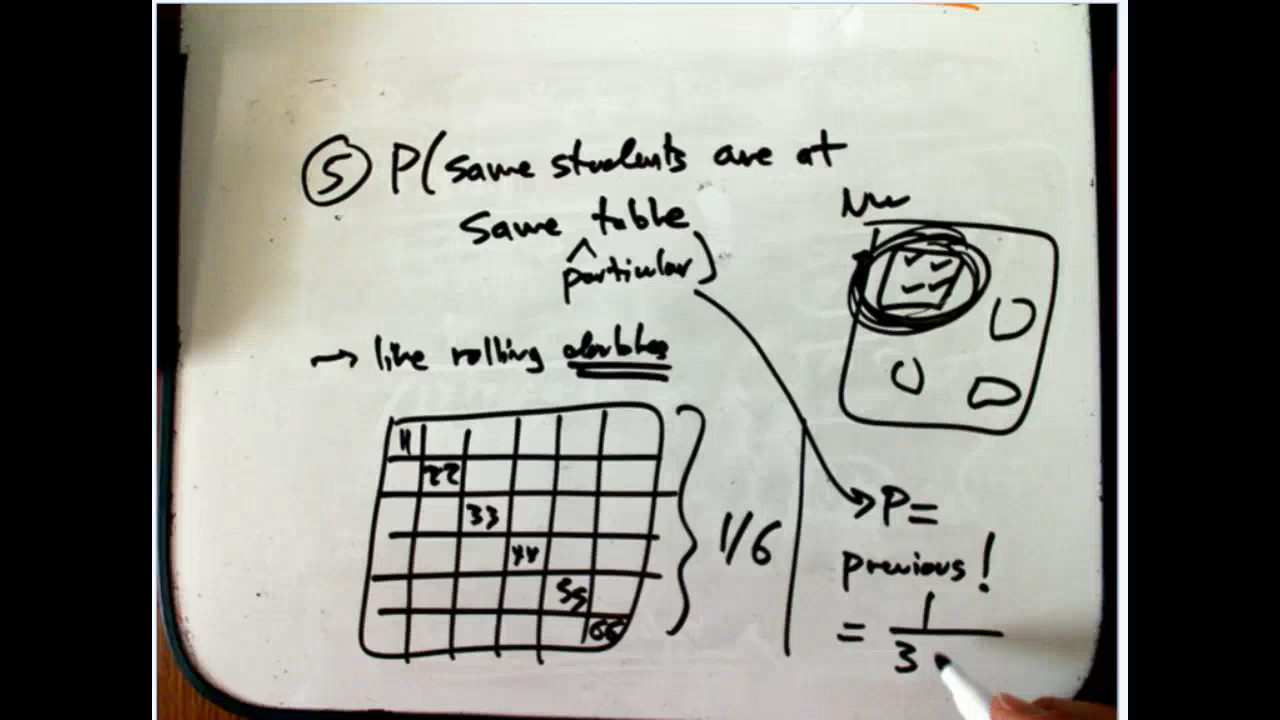 ⑤ P(same students are at
same table
^
particular)
→ like rolling doubles
11
22
33
44
55
66
1/6
→ P=
previous!
= 1
3